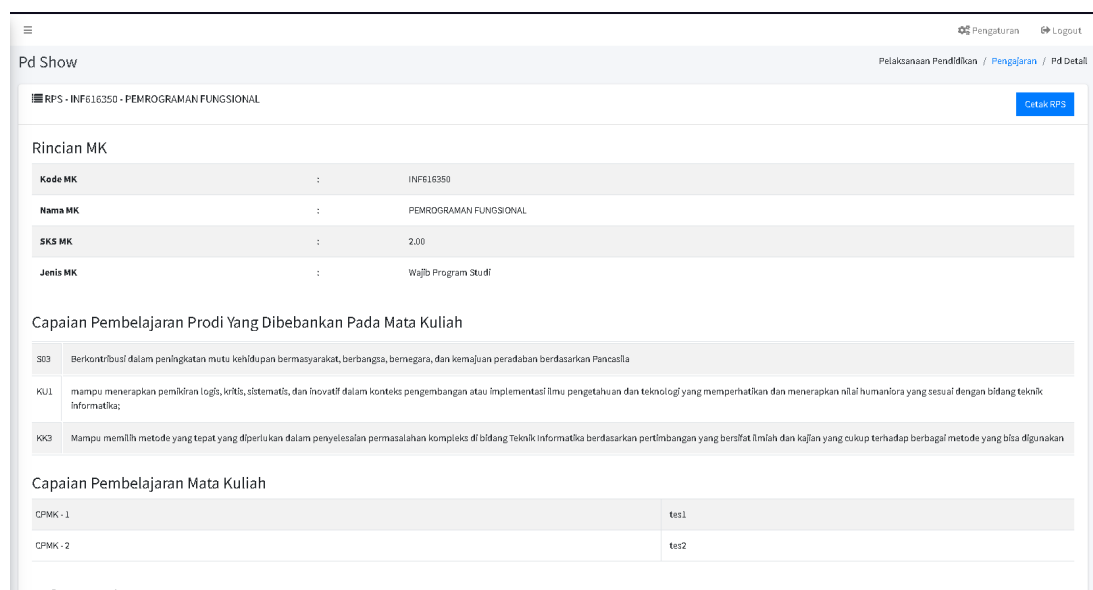 Pengaturan Logout
Pd Show
Pelaksanaan Pendidikan / Pengajaran / Pd Detail
RPS - INF616350 - PEMROGRAMAN FUNGSIONAL
Cetak RPS
Rincian MK
Kode MK : INF616350
Nama MK : PEMROGRAMAN FUNGSIONAL
SKS MK : 2.00
Jenis MK : Wajib Program Studi
Capaian Pembelajaran Prodi Yang Dibebankan Pada Mata Kuliah
S03 Berkontribusi dalam peningkatan mutu kehidupan bermasyarakat, berbangsa, bernegara, dan kemajuan peradaban berdasarkan Pancasila
KU1 mampu menerapkan pemikiran logis, kritis, sistematis, dan inovatif dalam konteks pengembangan atau implementasi ilmu pengetahuan dan teknologi yang memperhatikan dan menerapkan nilai humaniora yang sesuai dengan bidang teknik
informatika;
KK3 Mampu memilih metode yang tepat yang diperlukan dalam penyelesaian permasalahan kompleks di bidang Teknik Informatika berdasarkan pertimbangan yang bersifat ilmiah dan kajian yang cukup terhadap berbagai metode yang bisa digunakan
Capaian Pembelajaran Mata Kuliah
CPMK - 1 tes1
CPMK - 2 tes2